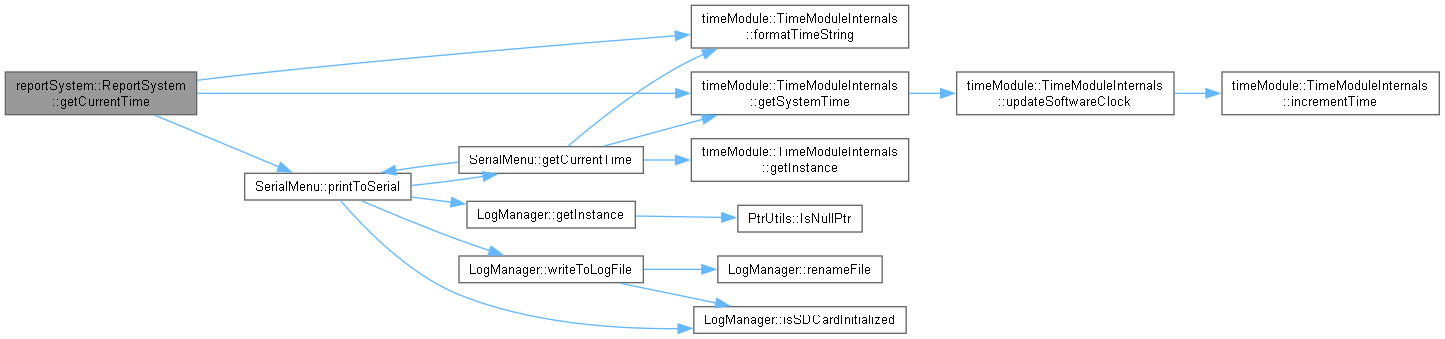 timeModule::TimeModuleInternals
::formatTimeString
reportSystem::ReportSystem
::getCurrentTime
timeModule::TimeModuleInternals
::getSystemTime
timeModule::TimeModuleInternals
::updateSoftwareClock
timeModule::TimeModuleInternals
::incrementTime
SerialMenu::getCurrentTime
timeModule::TimeModuleInternals
::getInstance
SerialMenu::printToSerial
LogManager::getInstance
PtrUtils::IsNullPtr
LogManager::writeToLogFile
LogManager::renameFile
LogManager::isSDCardInitialized